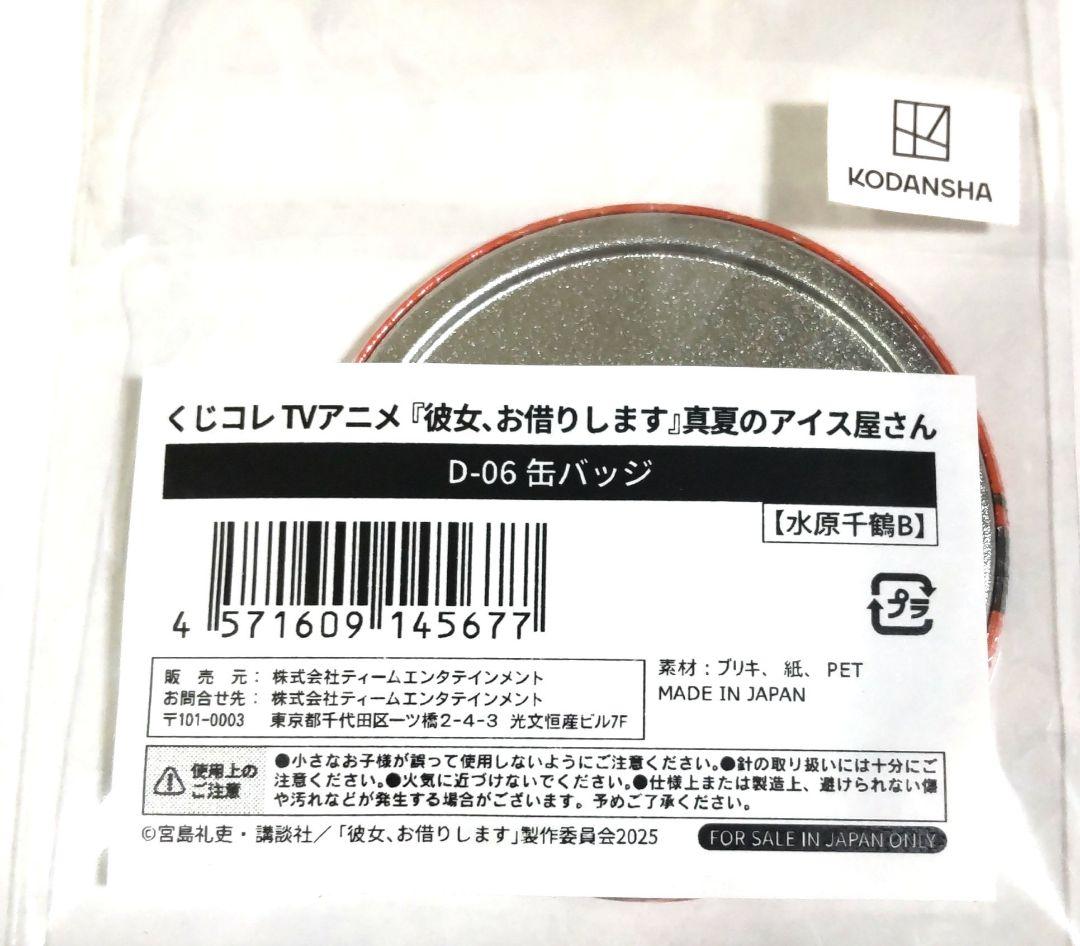 KODANSHA
くじコレ TVアニメ『彼女、お借りします』真夏のアイス屋さん
D-06 缶バッジ
【水原千鶴B】
4 571609 145677
プラ
販 売 元： 株式会社ティームエンタテインメント
お問合せ先： 株式会社ティームエンタテインメント
〒101-0003 東京都千代田区一ツ橋2-4-3 光文恒産ビル7F
素材：ブリキ、紙、PET
MADE IN JAPAN
使用上の
ご注意
●小さなお子様が誤って使用しないようにご注意ください。●針の取り扱いには十分にご
注意ください。●火気に近づけないでください。●仕様上または製造上、避けられない傷
や汚れなどが発生する場合がございます。予めご了承ください。
©宮島礼吏・講談社／「彼女、お借りします」製作委員会2025
FOR SALE IN JAPAN ONLY